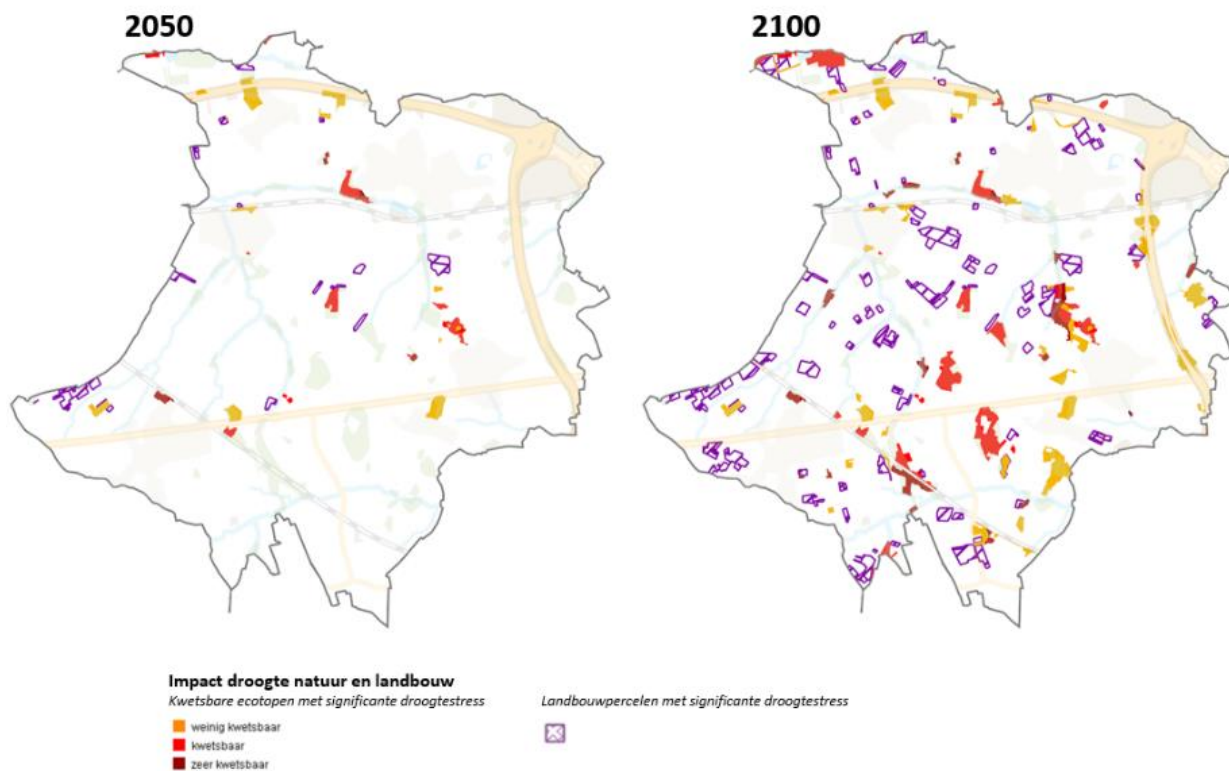 2050
2100
Impact droogte natuur en landbouw
Kwetsbare ecotopen met significante droogtestress
Landbouwpercelen met significante droogtestress
weinig kwetsbaar
kwetsbaar
zeer kwetsbaar